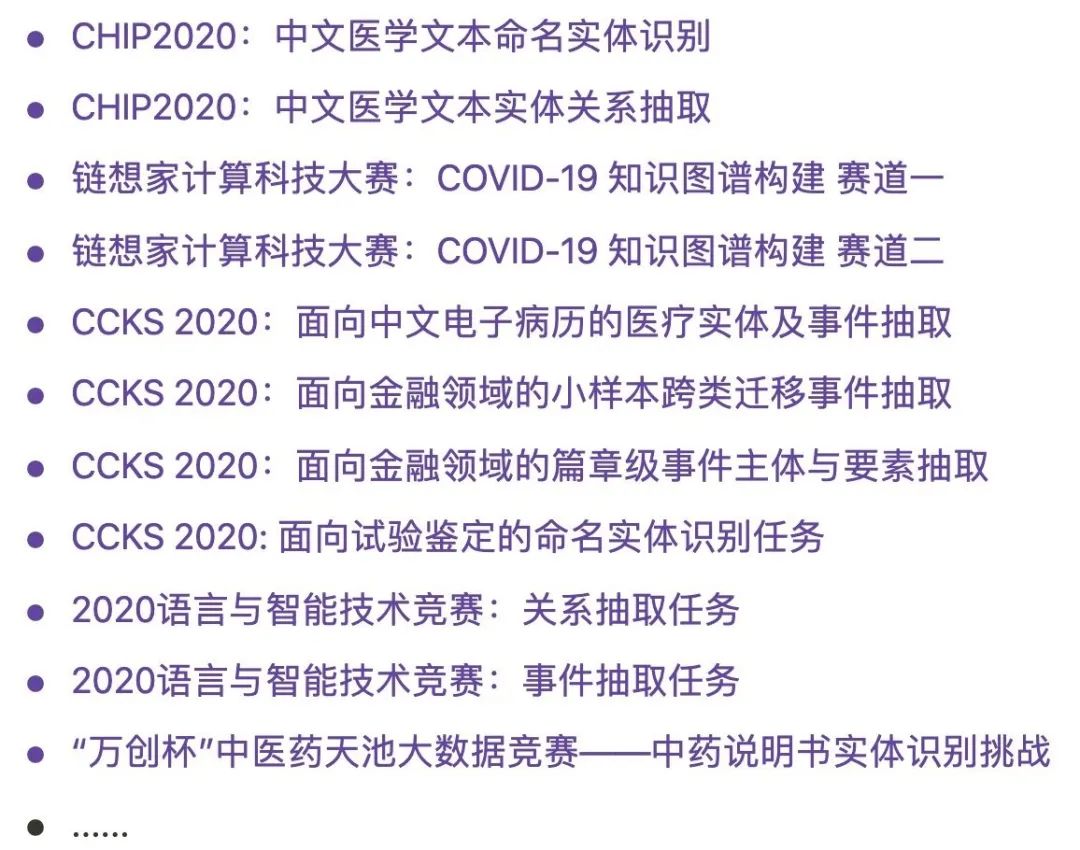 • CHIP2020：中文医学文本命名实体识别
• CHIP2020：中文医学文本实体关系抽取
• 链想家计算科技大赛：COVID-19 知识图谱构建 赛道一
• 链想家计算科技大赛：COVID-19 知识图谱构建 赛道二
• CCKS 2020：面向中文电子病历的医疗实体及事件抽取
• CCKS 2020：面向金融领域的小样本跨类迁移事件抽取
• CCKS 2020：面向金融领域的篇章级事件主体与要素抽取
• CCKS 2020: 面向试验鉴定的命名实体识别任务
• 2020语言与智能技术竞赛：关系抽取任务
• 2020语言与智能技术竞赛：事件抽取任务
• “万创杯”中医药天池大数据竞赛——中药说明书实体识别挑战
• ......